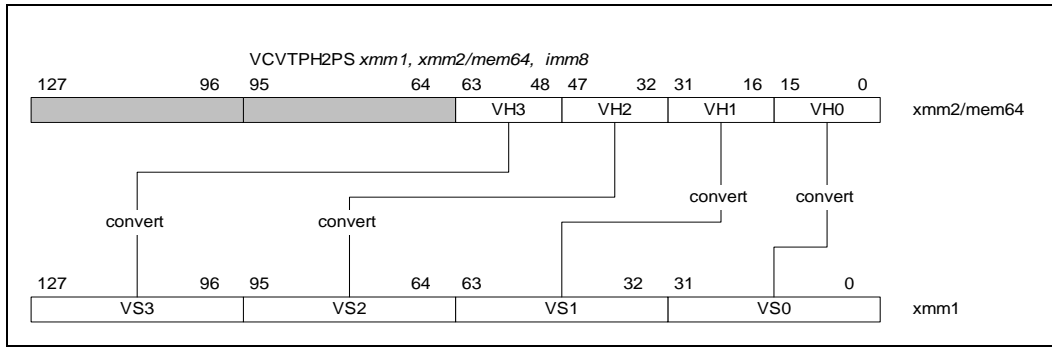 VCVTPH2PS xmm1, xmm2/mem64, imm8
127 96 95 64 63 48 47 32 31 16 15 0
VH3 VH2 VH1 VH0 xmm2/mem64
convert convert
convert convert
127 96 95 64 63 32 31 0
VS3 VS2 VS1 VS0 xmm1